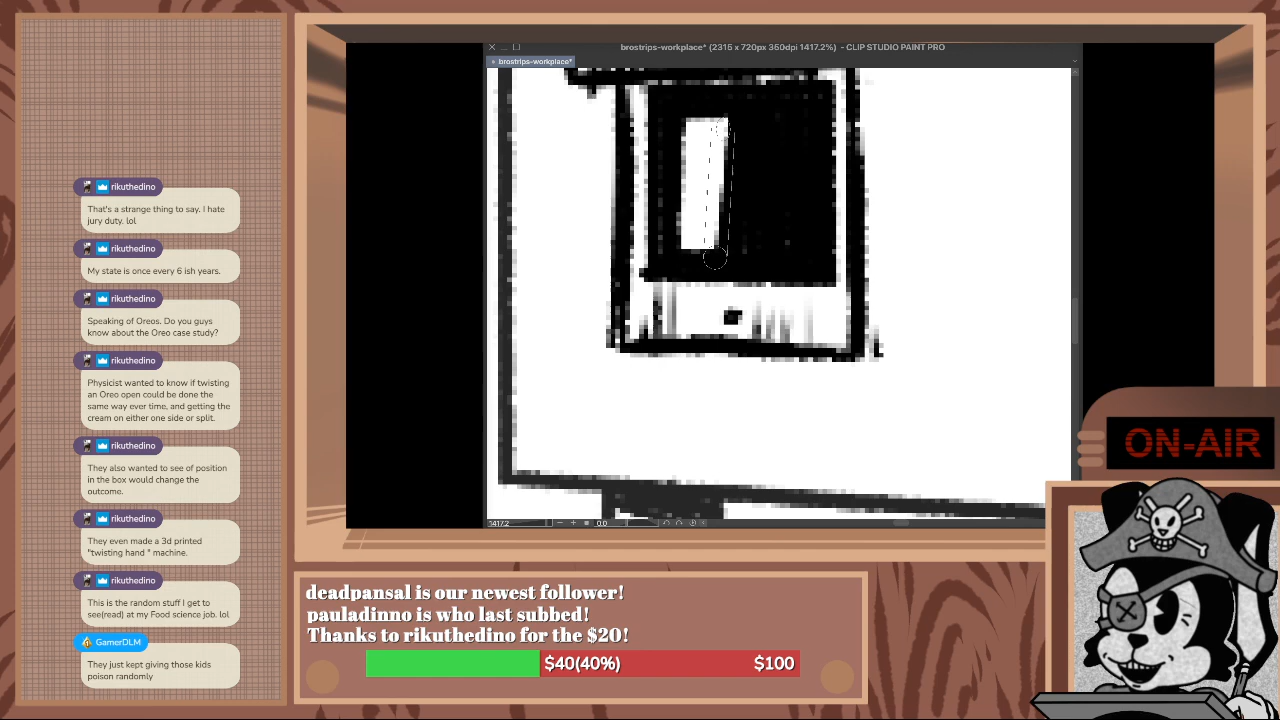 brostrips-workplace* (2315 x 720px 350dpi 1417.2%) - CLIP STUDIO PAINT PRO
brostrips-workplace*
1417.2
0.0
rikuthedino
That's a strange thing to say. I hate
jury duty. lol
rikuthedino
My state is once every 6 ish years.
rikuthedino
Speaking of Oreos. Do you guys
know about the Oreo case study?
rikuthedino
Physicist wanted to know if twisting
an Oreo open could be done the
same way ever time, and getting the
cream on either one side or split.
rikuthedino
They also wanted to see of position
in the box would change the
outcome.
rikuthedino
They even made a 3d printed
"twisting hand " machine.
rikuthedino
This is the random stuff I get to
see(read) at my Food science job. lol
GamerDLM
They just kept giving those kids
poison randomly
ON-AIR
deadpansal is our newest follower!
pauladinno is who last subbed!
Thanks to rikuthedino for the $20!
$40(40%)
$100